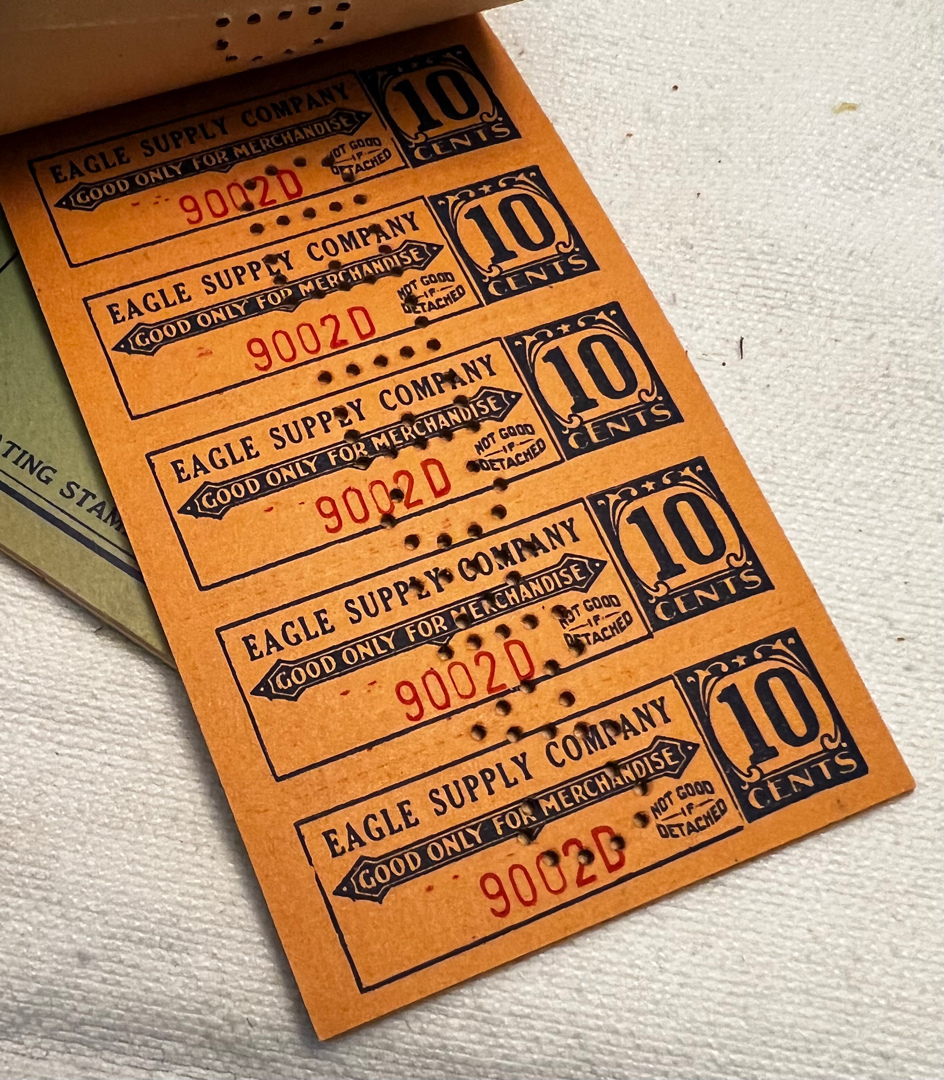 EAGLE SUPPLY COMPANY
GOOD ONLY FOR MERCHANDISE
NOT GOOD
IF
DETACHED
9002D
10
CENTS
EAGLE SUPPLY COMPANY
GOOD ONLY FOR MERCHANDISE
NOT GOOD
IF
DETACHED
9002D
10
CENTS
EAGLE SUPPLY COMPANY
GOOD ONLY FOR MERCHANDISE
NOT GOOD
IF
DETACHED
9002D
10
CENTS
EAGLE SUPPLY COMPANY
GOOD ONLY FOR MERCHANDISE
NOT GOOD
IF
DETACHED
9002D
10
CENTS
EAGLE SUPPLY COMPANY
GOOD ONLY FOR MERCHANDISE
NOT GOOD
IF
DETACHED
9002D
10
CENTS